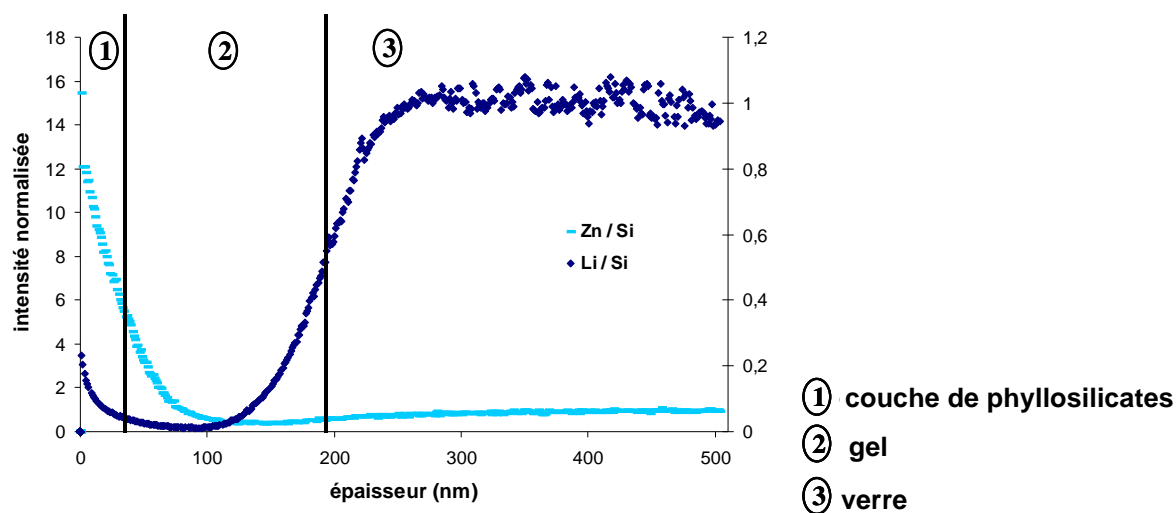 ① ② ③
18
16
14
12
10
8
6
4
2
0
intensité normalisée
1,2
1
0,8
0,6
0,4
0,2
0
Zn / Si
Li / Si
0 100 200 300 400 500
épaisseur (nm)
① couche de phyllosilicates
② gel
③ verre